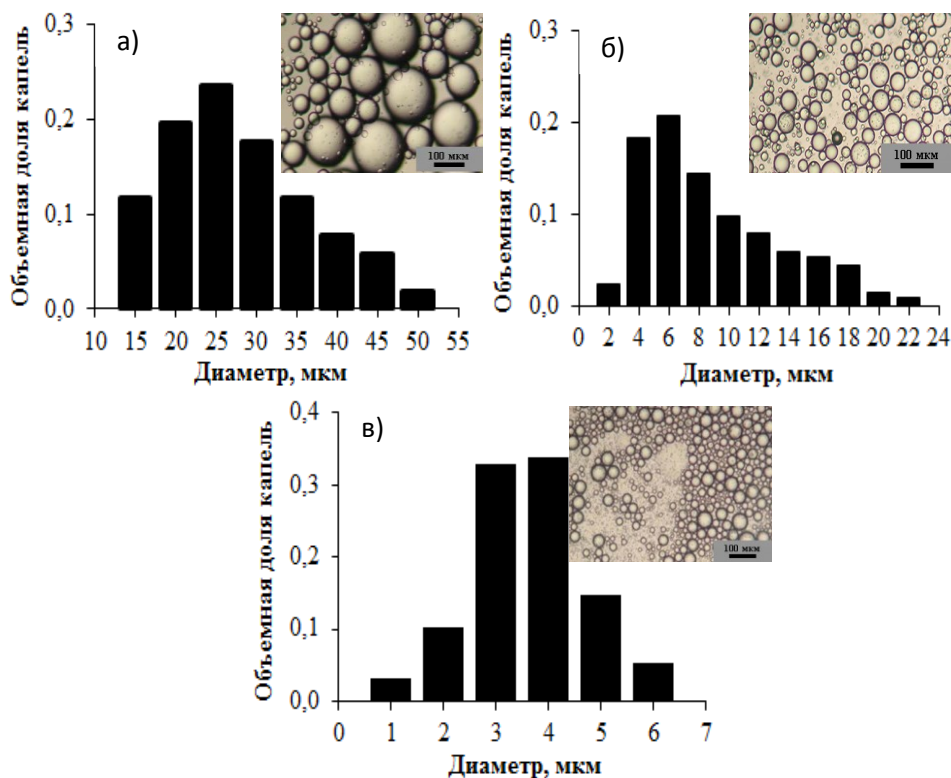 а)
Объемная доля капель
0,3
0,2
0,1
0,0
10 15 20 25 30 35 40 45 50 55
Диаметр, мкм
100 мкм
б)
Объемная доля капель
0,3
0,2
0,1
0,0
0 2 4 6 8 10 12 14 16 18 20 22 24
Диаметр, мкм
100 мкм
в)
Объемная доля капель
0,4
0,3
0,2
0,1
0,0
0 1 2 3 4 5 6 7
Диаметр, мкм
100 мкм